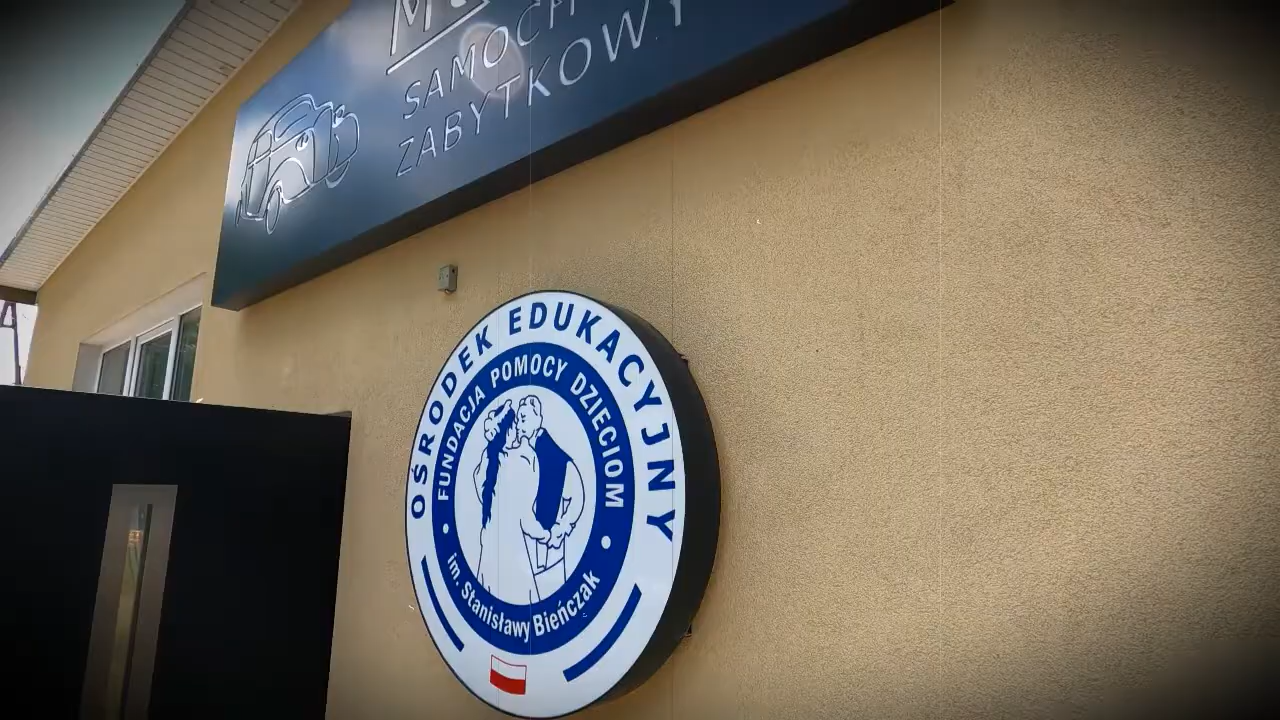 SAMOCH
ZABYTKOWY
OŚRODEK EDUKACYJNY
FUNDACJA POMOCY DZIECIOM
im. Stanisławy Bieńczak